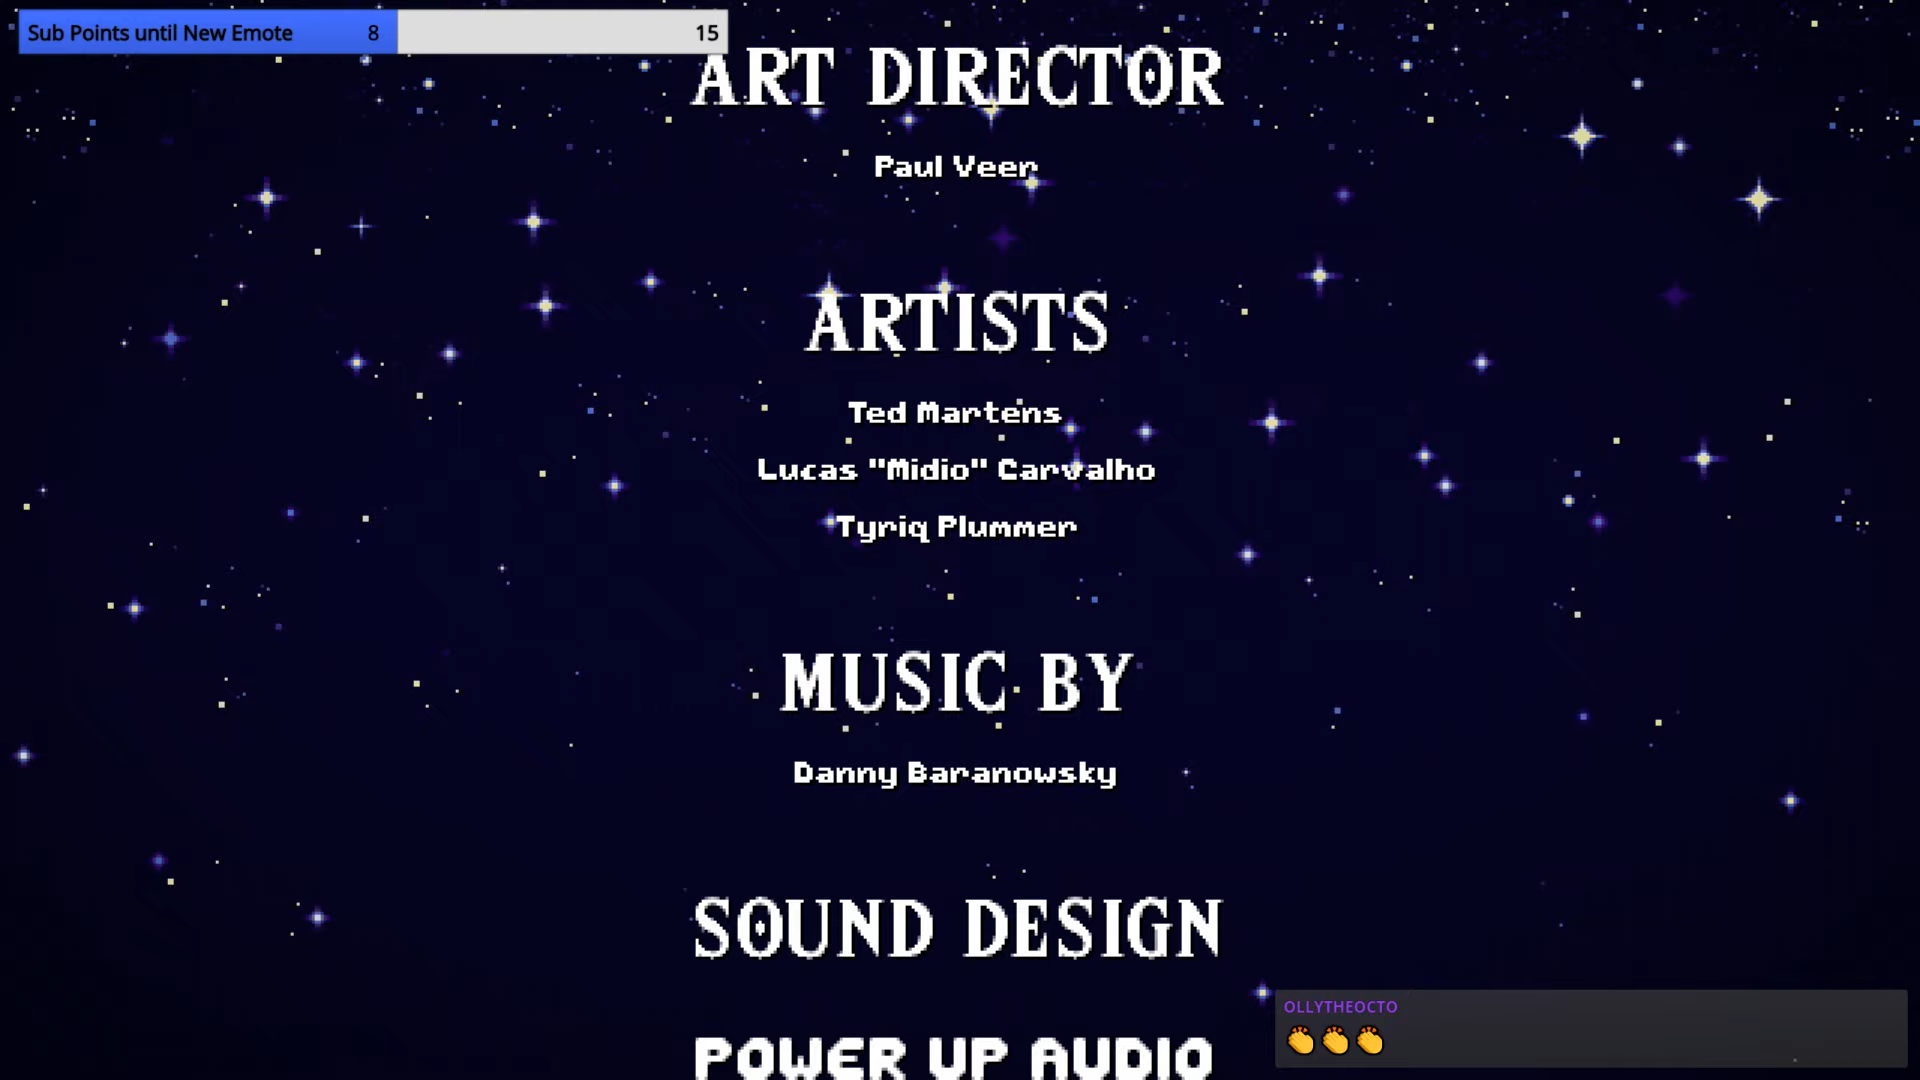 Sub Points until New Emote 8 15
ART DIRECTOR
Paul Veer
ARTISTS
Ted Martens
Lucas "Midio" Carvalho
Tyriq Plummer
MUSIC BY
Danny Baranowsky
SOUND DESIGN
POWER UP AUDIO
OLLYTHEOCTO
👏👏👏